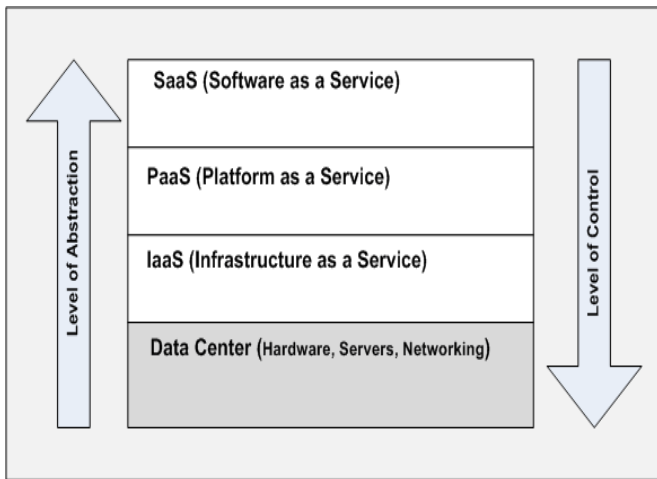 SaaS (Software as a Service)
PaaS (Platform as a Service)
IaaS (Infrastructure as a Service)
Data Center (Hardware, Servers, Networking)
Level of Abstraction
Level of Control